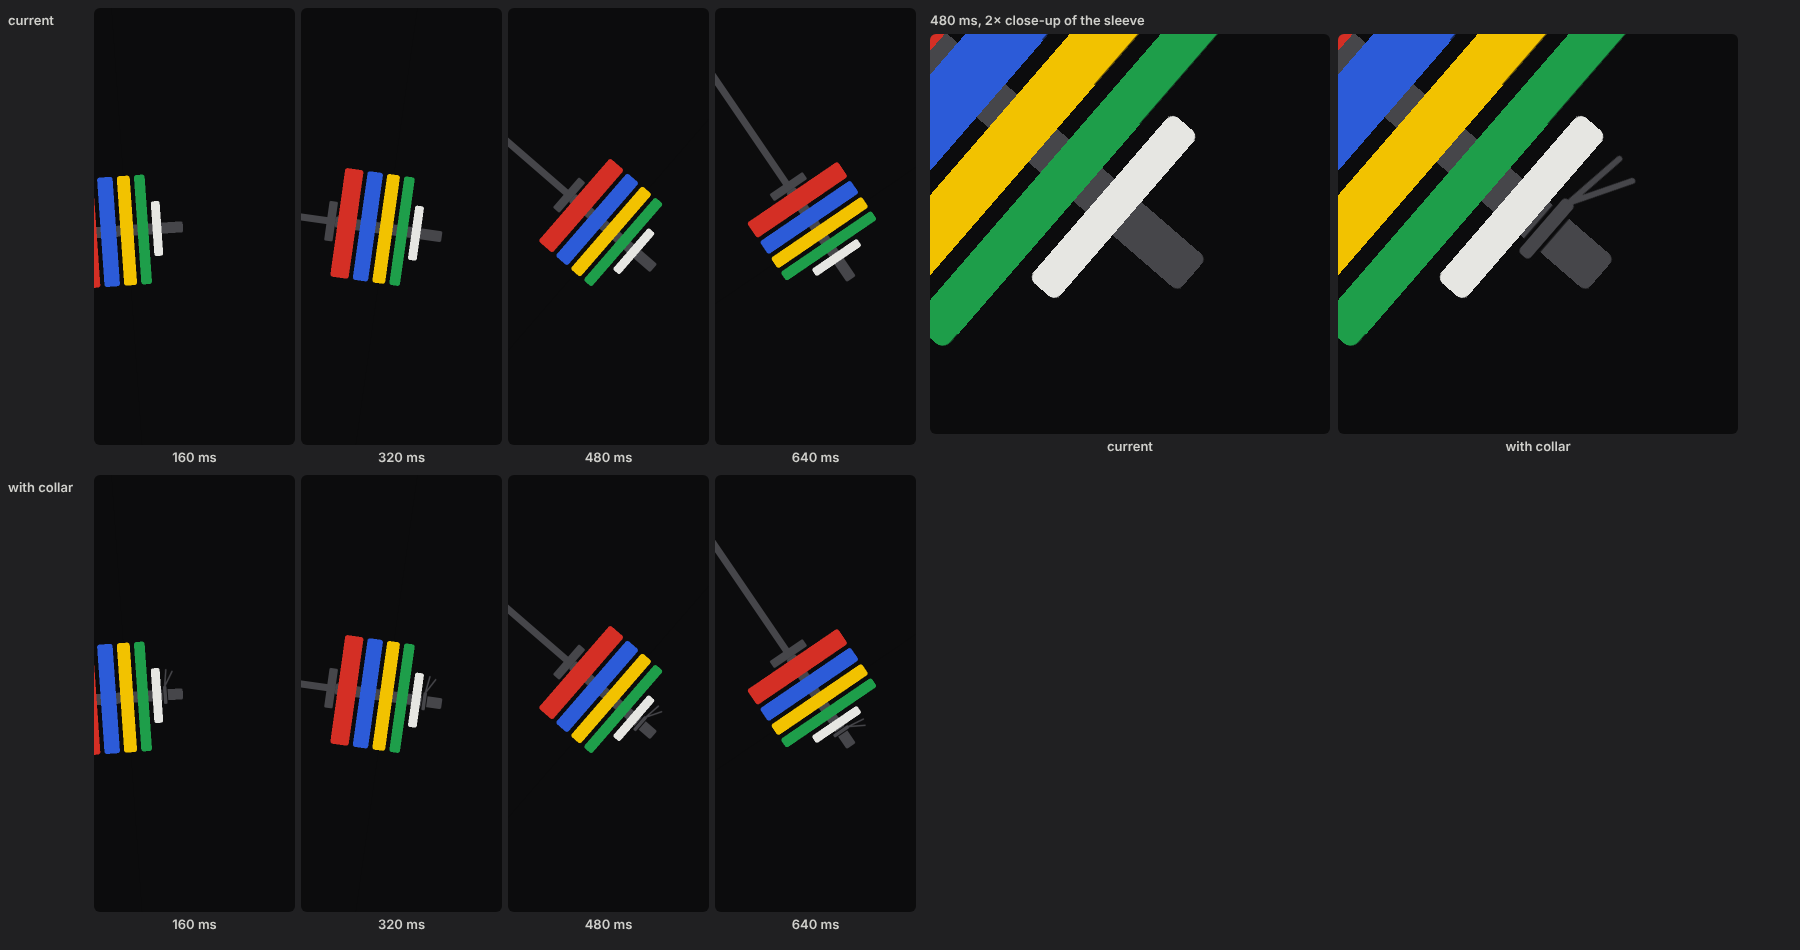 current
160 ms
320 ms
480 ms
640 ms
480 ms, 2× close-up of the sleeve
current
with collar
with collar
160 ms
320 ms
480 ms
640 ms